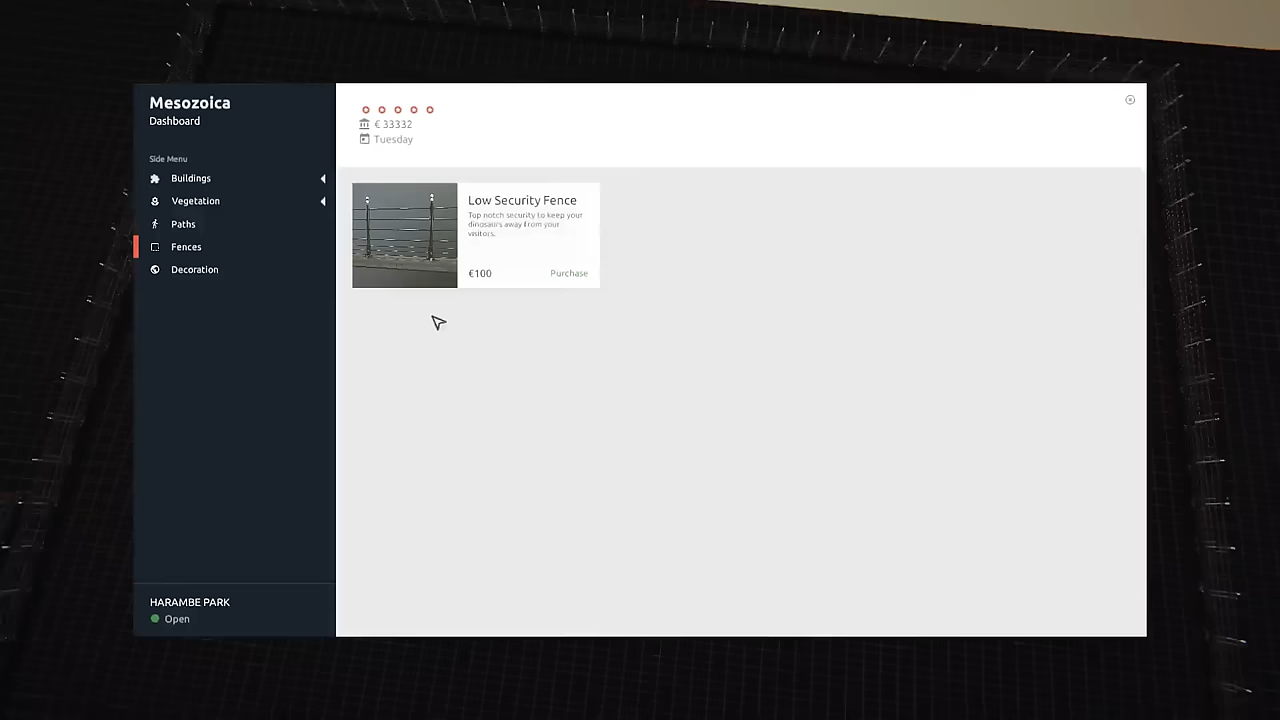 Mesozoica
Dashboard
Side Menu
Buildings
Vegetation
Paths
Fences
Decoration
HARAMBE PARK
Open
€ 33332
Tuesday
Low Security Fence
Top notch security to keep your
dinosaurs away from your
visitors.
€100 Purchase